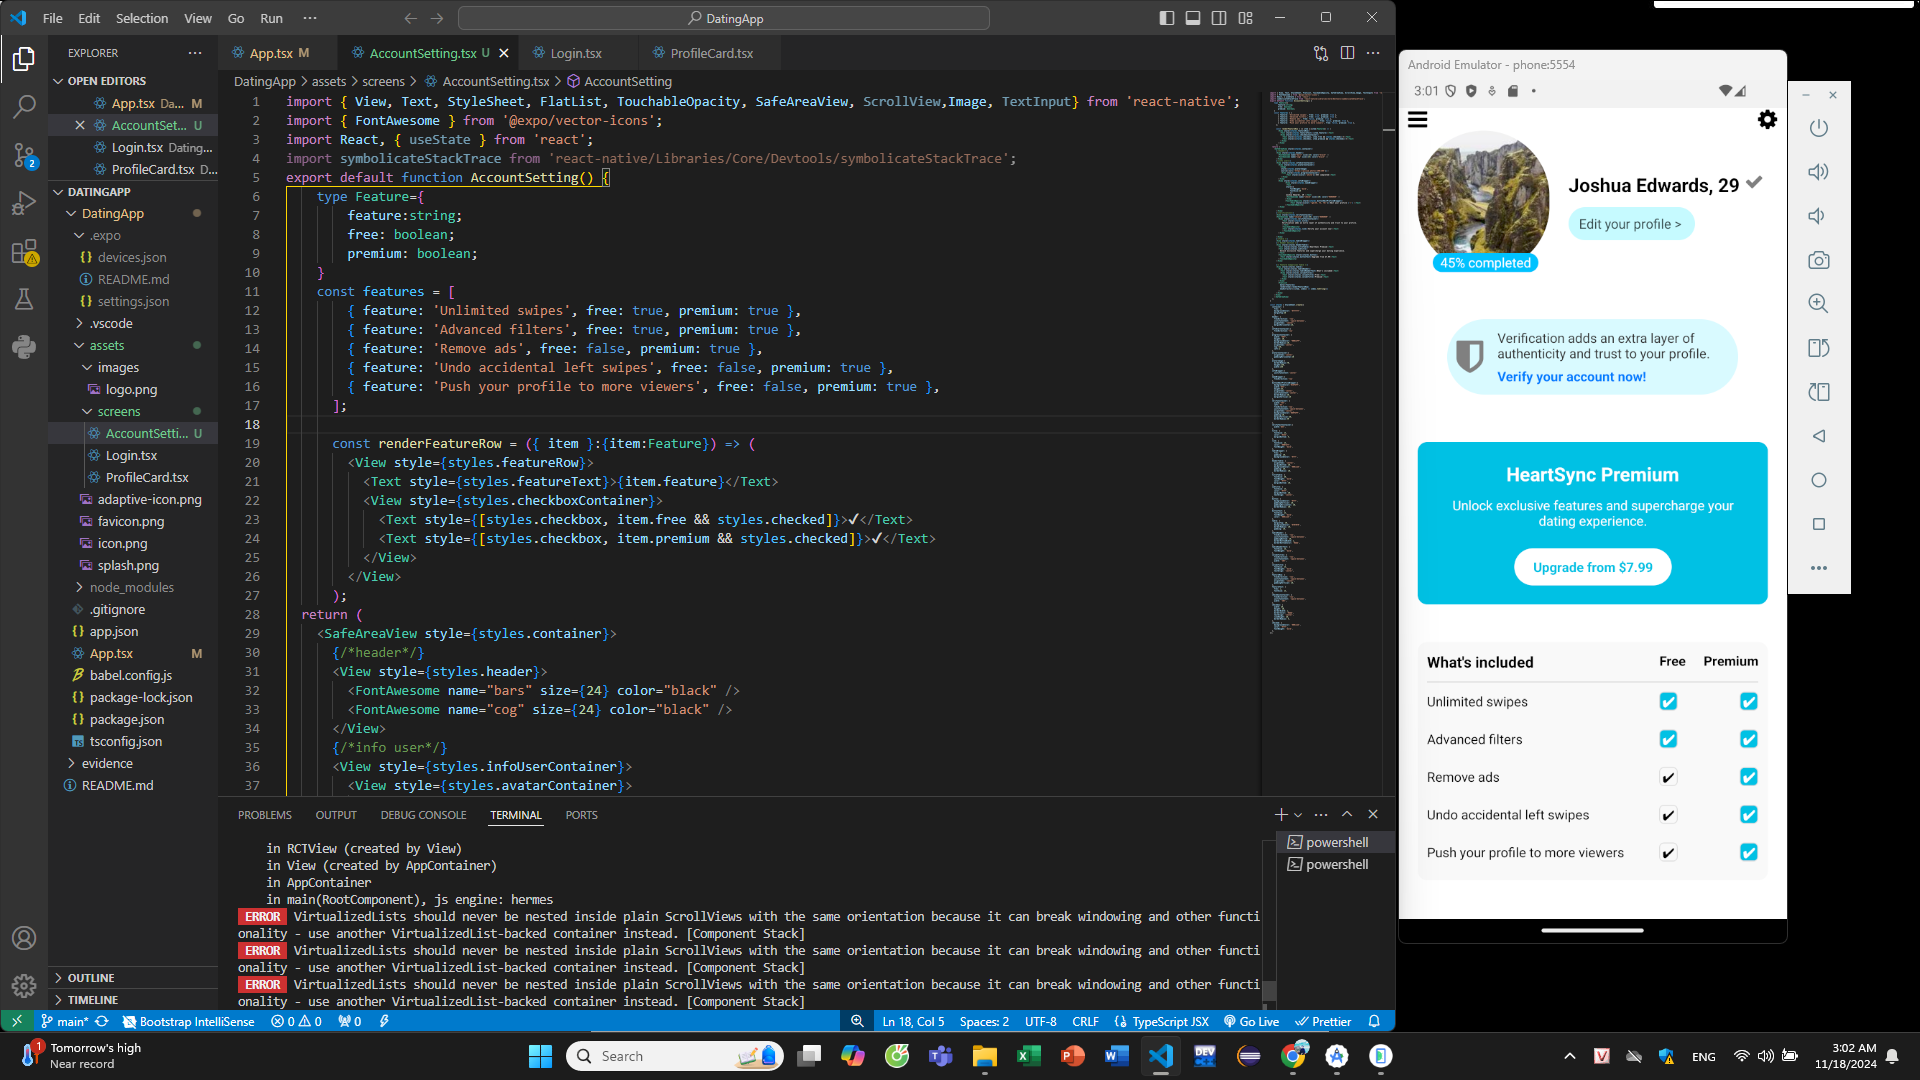 File Edit Selection View Go Run ··· DatingApp
EXPLORER
OPEN EDITORS
App.tsx Da... M
AccountSet... U
Login.tsx Dating...
ProfileCard.tsx D...
DATINGAPP
DatingApp
.expo
devices.json
README.md
settings.json
.vscode
assets
images
logo.png
screens
AccountSetti... U
Login.tsx
ProfileCard.tsx
adaptive-icon.png
favicon.png
icon.png
splash.png
node_modules
.gitignore
app.json
App.tsx M
babel.config.js
package-lock.json
package.json
tsconfig.json
evidence
README.md
OUTLINE
TIMELINE
App.tsx M AccountSetting.tsx U Login.tsx ProfileCard.tsx
DatingApp > assets > screens > AccountSetting.tsx > AccountSetting
1 import { View, Text, StyleSheet, FlatList, TouchableOpacity, SafeAreaView, ScrollView,Image, TextInput} from 'react-native';
2 import { FontAwesome } from '@expo/vector-icons';
3 import React, { useState } from 'react';
4 import symbolicateStackTrace from 'react-native/Libraries/Core/Devtools/symbolicateStackTrace';
5 export default function AccountSetting() {
6 type Feature={
7 feature:string;
8 free: boolean;
9 premium: boolean;
10 }
11 const features = [
12 { feature: 'Unlimited swipes', free: true, premium: true },
13 { feature: 'Advanced filters', free: true, premium: true },
14 { feature: 'Remove ads', free: false, premium: true },
15 { feature: 'Undo accidental left swipes', free: false, premium: true },
16 { feature: 'Push your profile to more viewers', free: false, premium: true },
17 ];
18
19 const renderFeatureRow = ({ item }:{item:Feature}) => (
20 <View style={styles.featureRow}>
21 <Text style={styles.featureText}>{item.feature}</Text>
22 <View style={styles.checkboxContainer}>
23 <Text style={[styles.checkbox, item.free && styles.checked]}>✓</Text>
24 <Text style={[styles.checkbox, item.premium && styles.checked]}>✓</Text>
25 </View>
26 </View>
27 );
28 return (
29 <SafeAreaView style={styles.container}>
30 {/*header*/}
31 <View style={styles.header}>
32 <FontAwesome name="bars" size={24} color="black" />
33 <FontAwesome name="cog" size={24} color="black" />
34 </View>
35 {/*info user*/}
36 <View style={styles.infoUserContainer}>
37 <View style={styles.avatarContainer}>
PROBLEMS OUTPUT DEBUG CONSOLE TERMINAL PORTS
in RCTView (created by View)
in View (created by AppContainer)
in AppContainer
in main(RootComponent), js engine: hermes
ERROR VirtualizedLists should never be nested inside plain ScrollViews with the same orientation because it can break windowing and other functi
onality - use another VirtualizedList-backed container instead. [Component Stack]
ERROR VirtualizedLists should never be nested inside plain ScrollViews with the same orientation because it can break windowing and other functi
onality - use another VirtualizedList-backed container instead. [Component Stack]
ERROR VirtualizedLists should never be nested inside plain ScrollViews with the same orientation because it can break windowing and other functi
onality - use another VirtualizedList-backed container instead. [Component Stack]
powershell
powershell
main* Bootstrap IntelliSense 0 0 0 Ln 18, Col 5 Spaces: 2 UTF-8 CRLF TypeScript JSX Go Live Prettier
Android Emulator - phone:5554
3:01
Joshua Edwards, 29
Edit your profile >
45% completed
Verification adds an extra layer of
authenticity and trust to your profile.
Verify your account now!
HeartSync Premium
Unlock exclusive features and supercharge your
dating experience.
Upgrade from $7.99
What's included Free Premium
Unlimited swipes
Advanced filters
Remove ads
Undo accidental left swipes
Push your profile to more viewers
1
Tomorrow's high
Near record
Search
DEV
ENG
3:02 AM
11/18/2024